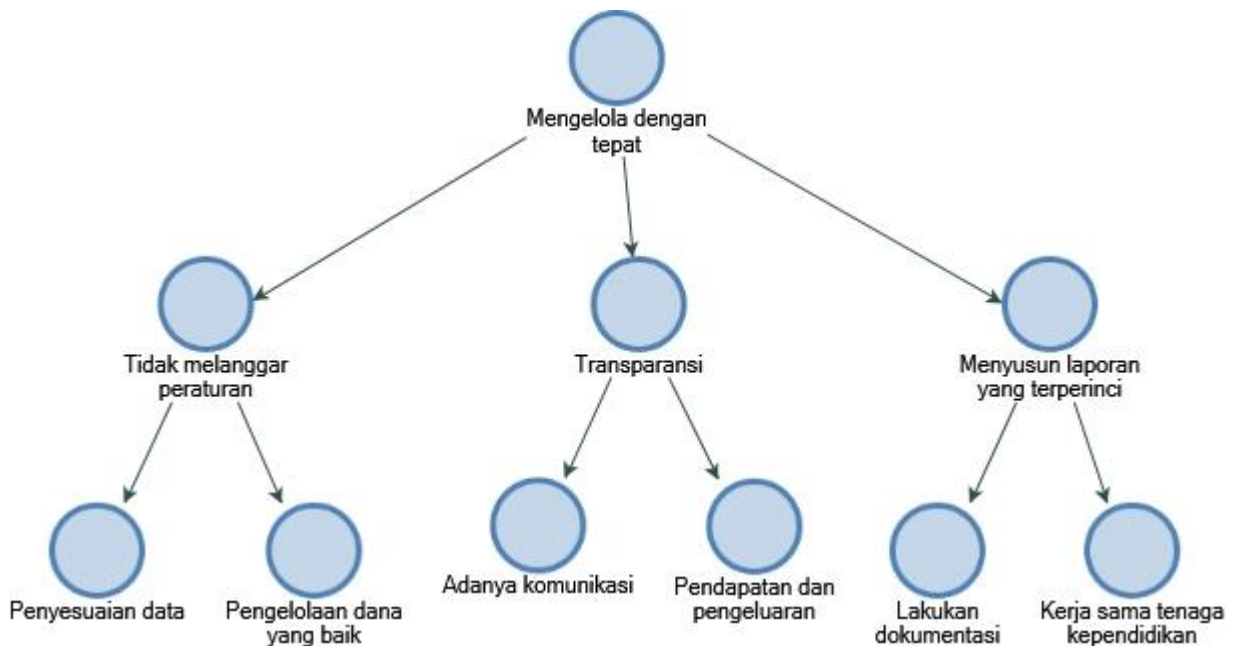 Mengelola dengan
tepat
Tidak melanggar
peraturan
Transparansi
Menyusun laporan
yang terperinci
Penyesuaian data
Pengelolaan dana
yang baik
Adanya komunikasi
Pendapatan dan
pengeluaran
Lakukan
dokumentasi
Kerja sama tenaga
kependidikan